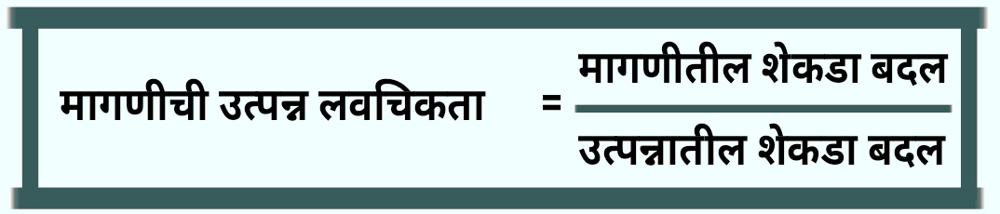 मागणीची उत्पन्न लवचिकता = मागणीतील शेकडा बदल
उत्पन्नातील शेकडा बदल